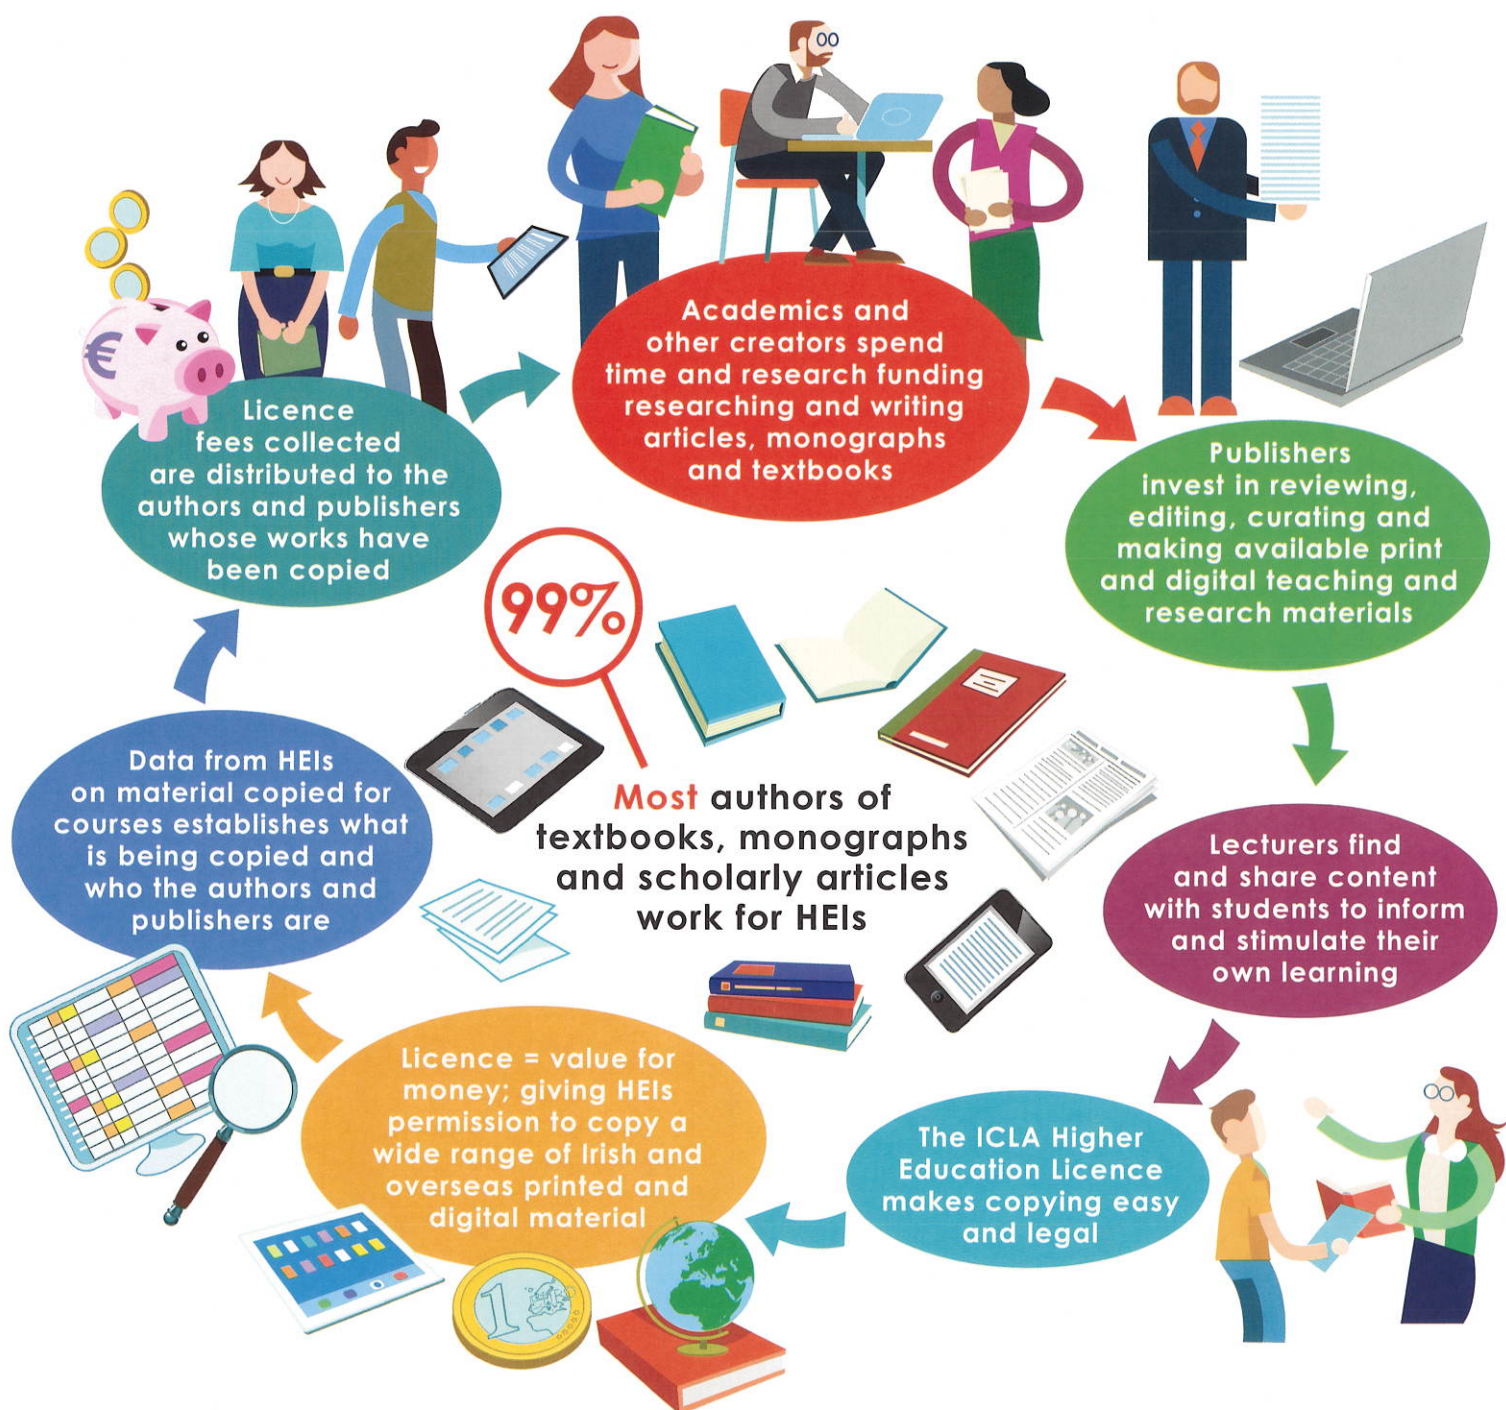 Academics and
other creators spend
time and research funding
researching and writing
articles, monographs
and textbooks
Publishers
invest in reviewing,
editing, curating and
making available print
and digital teaching and
research materials
Lecturers find
and share content
with students to inform
and stimulate their
own learning
The ICLA Higher
Education Licence
makes copying easy
and legal
Licence = value for
money; giving HEIs
permission to copy a
wide range of Irish and
overseas printed and
digital material
1
Data from HEIs
on material copied for
courses establishes what
is being copied and
who the authors and
publishers are
Licence
fees collected
are distributed to the
authors and publishers
whose works have
been copied
€
99%
Most authors of
textbooks, monographs
and scholarly articles
work for HEIs